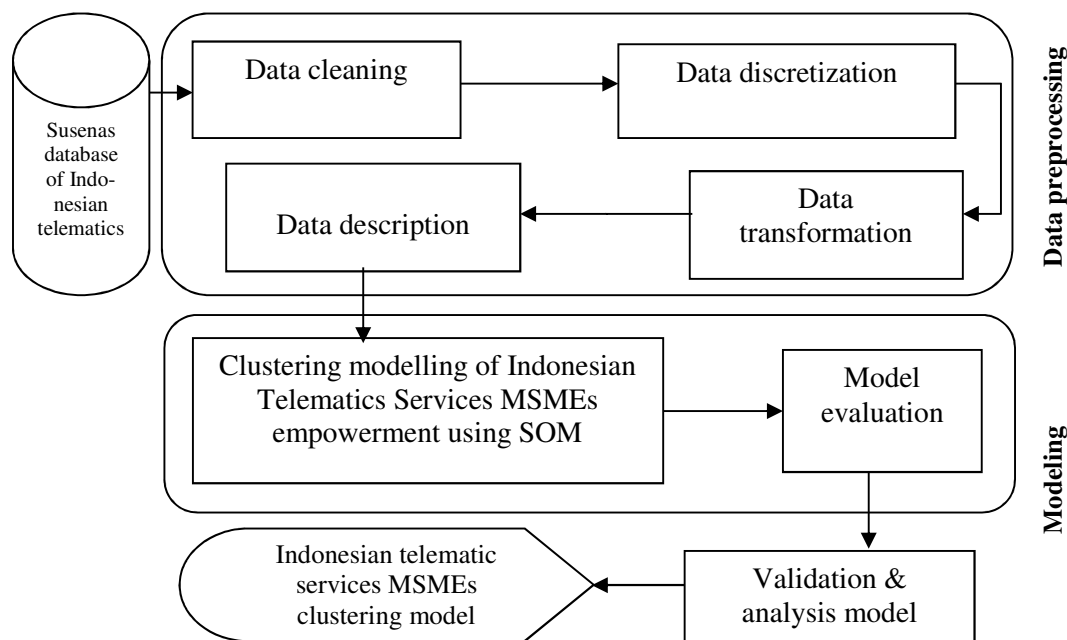 Susenas
database
of Indo-
nesian
telematics
Data cleaning
Data discretization
Data
transformation
Data description
Data preprocessing
Clustering modelling of Indonesian
Telematics Services MSMEs
empowerment using SOM
Model
evaluation
Modeling
Validation &
analysis model
Indonesian telematic
services MSMEs
clustering model